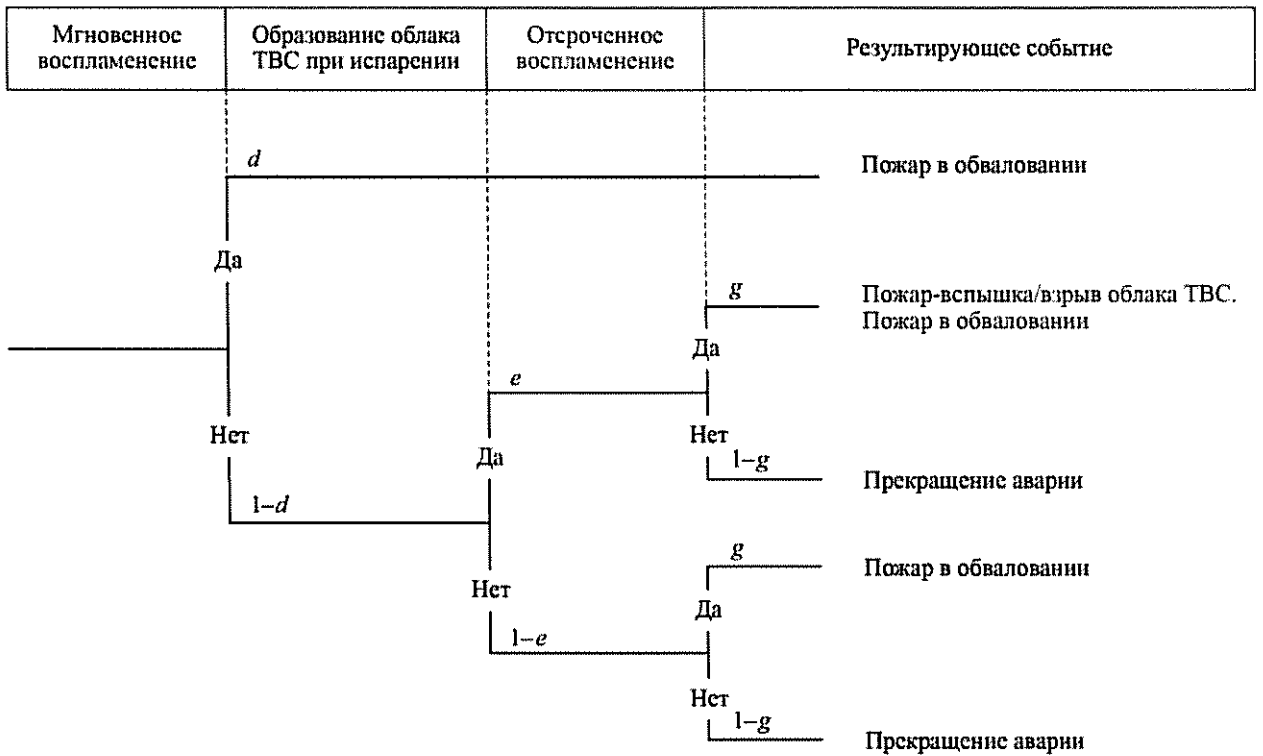 Мгновенное
воспламенение
Образование облака
ТВС при испарении
Отсроченное
воспламенение
Результирующее событие
d
Пожар в обваловании
Да
g
Пожар-вспышка/взрыв облака ТВС.
Пожар в обваловании
Да
e
Нет
Да
Нет
1–g
Прекращение аварии
1–d
g
Пожар в обваловании
Нет
Да
1–e
Нет
1–g
Прекращение аварии